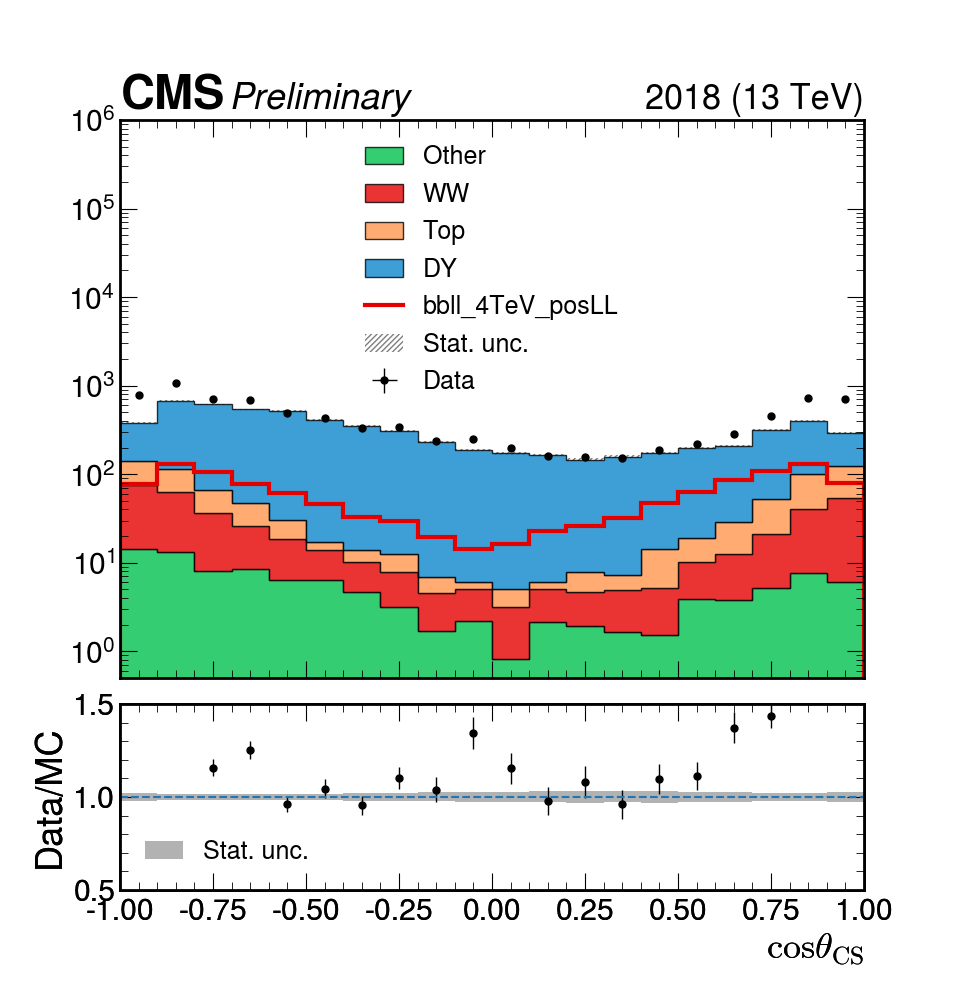 CMS Preliminary 2018 (13 TeV)
10^6
Other
WW
10^5
Top
DY
10^4
bbll_4TeV_posLL
Stat. unc.
10^3
Data
10^2
10^1
10^0
1.5
Data/MC
1.0
Stat. unc.
0.5
-1.00 -0.75 -0.50 -0.25 0.00 0.25 0.50 0.75 1.00
cosθ_CS